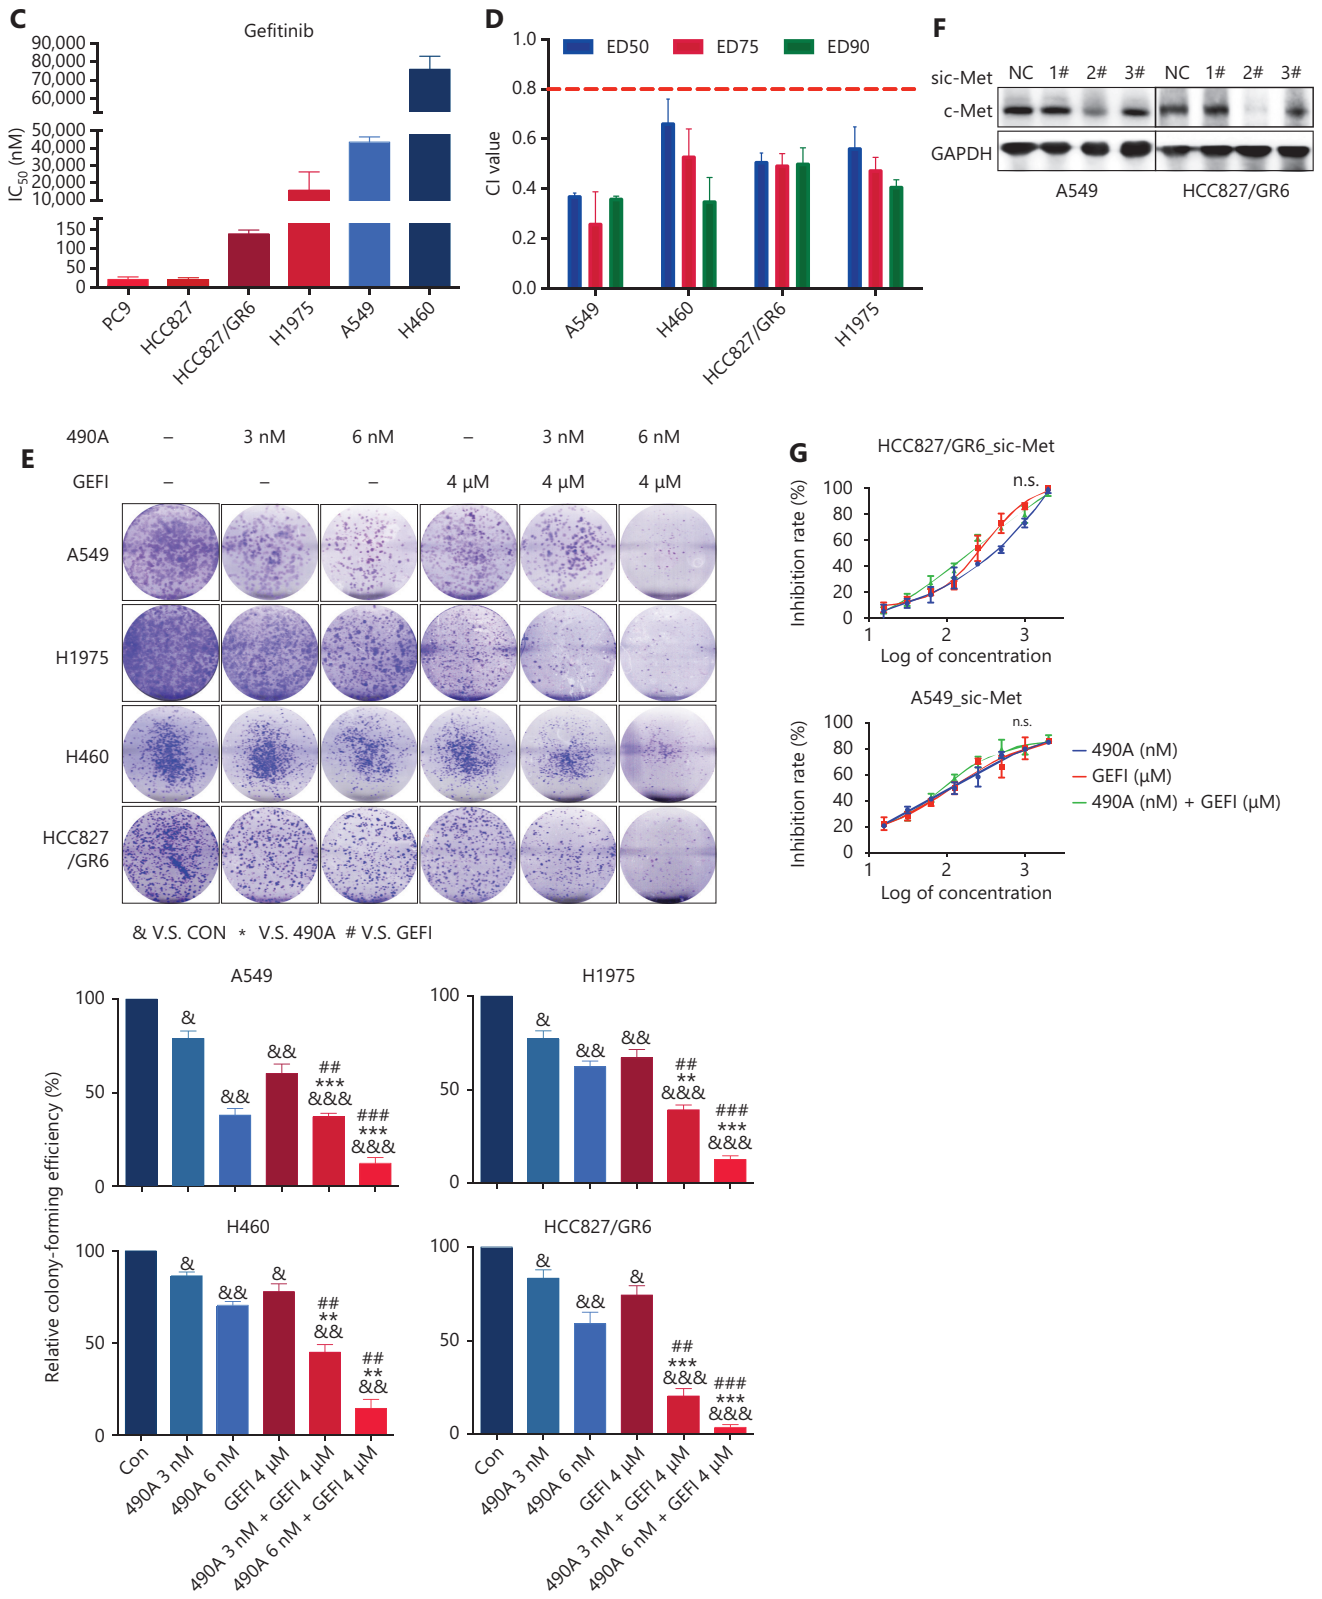 C
Gefitinib
90,000
80,000
70,000
60,000
50,000
40,000
30,000
20,000
10,000
150
100
50
0
IC50 (nM)
PC9
HCC827
HCC827/GR6
H1975
A549
H460
D
ED50 ED75 ED90
1.0
0.8
0.6
0.4
0.2
0.0
CI value
A549
H460
HCC827/GR6
H1975
F
sic-Met NC 1# 2# 3# NC 1# 2# 3#
c-Met
GAPDH
A549 HCC827/GR6
E
490A – 3 nM 6 nM – 3 nM 6 nM
GEFI – – – 4 μM 4 μM 4 μM
A549
H1975
H460
HCC827
/GR6
& V.S. CON * V.S. 490A # V.S. GEFI
G
HCC827/GR6_sic-Met
n.s.
100
80
60
40
20
0
Inhibition rate (%)
1 2 3
Log of concentration
A549_sic-Met
n.s.
100
80
60
40
20
0
Inhibition rate (%)
1 2 3
Log of concentration
490A (nM)
GEFI (μM)
490A (nM) + GEFI (μM)
Relative colony-forming efficiency (%)
A549
100
50
0
&
&&
&&
##
***
&&&
###
***
&&&
H1975
100
50
0
&
&&
&&
##
**
&&&
###
***
&&&
H460
100
50
0
&
&&
&
##
**
&&
##
**
&&
Con
490A 3 nM
490A 6 nM
GEFI 4 μM
490A 3 nM + GEFI 4 μM
490A 6 nM + GEFI 4 μM
HCC827/GR6
100
50
0
&
&&
&
##
***
&&&
###
***
&&&
Con
490A 3 nM
490A 6 nM
GEFI 4 μM
490A 3 nM + GEFI 4 μM
490A 6 nM + GEFI 4 μM